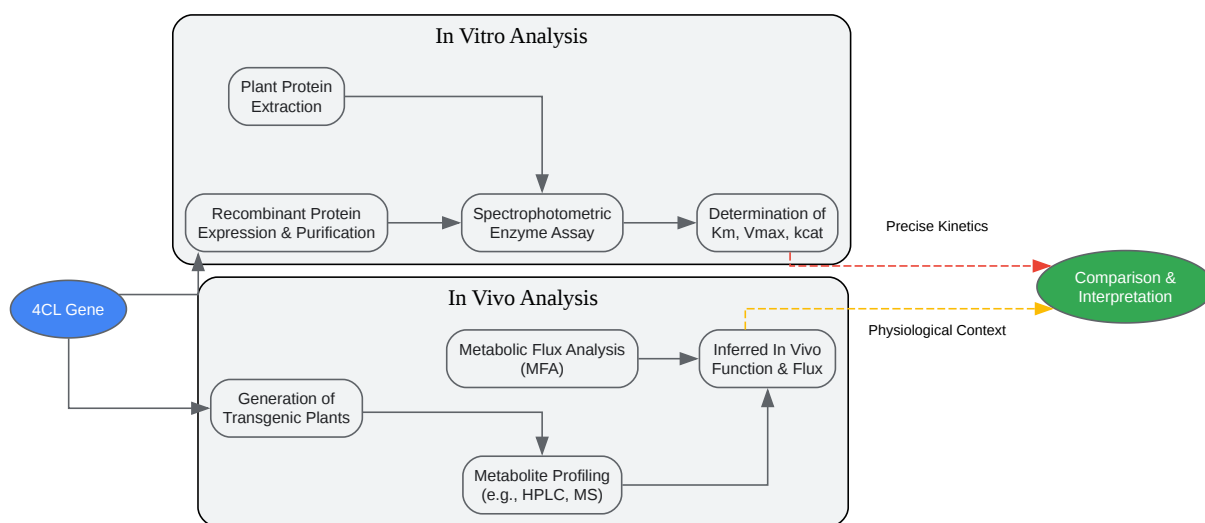 In Vitro Analysis
Plant Protein
Extraction
Recombinant Protein
Expression & Purification
Spectrophotometric
Enzyme Assay
Determination of
Km, Vmax, kcat
Precise Kinetics
Comparison &
Interpretation
4CL Gene
In Vivo Analysis
Physiological Context
Metabolic Flux Analysis
(MFA)
Inferred In Vivo
Function & Flux
Generation of
Transgenic Plants
Metabolite Profiling
(e.g., HPLC, MS)